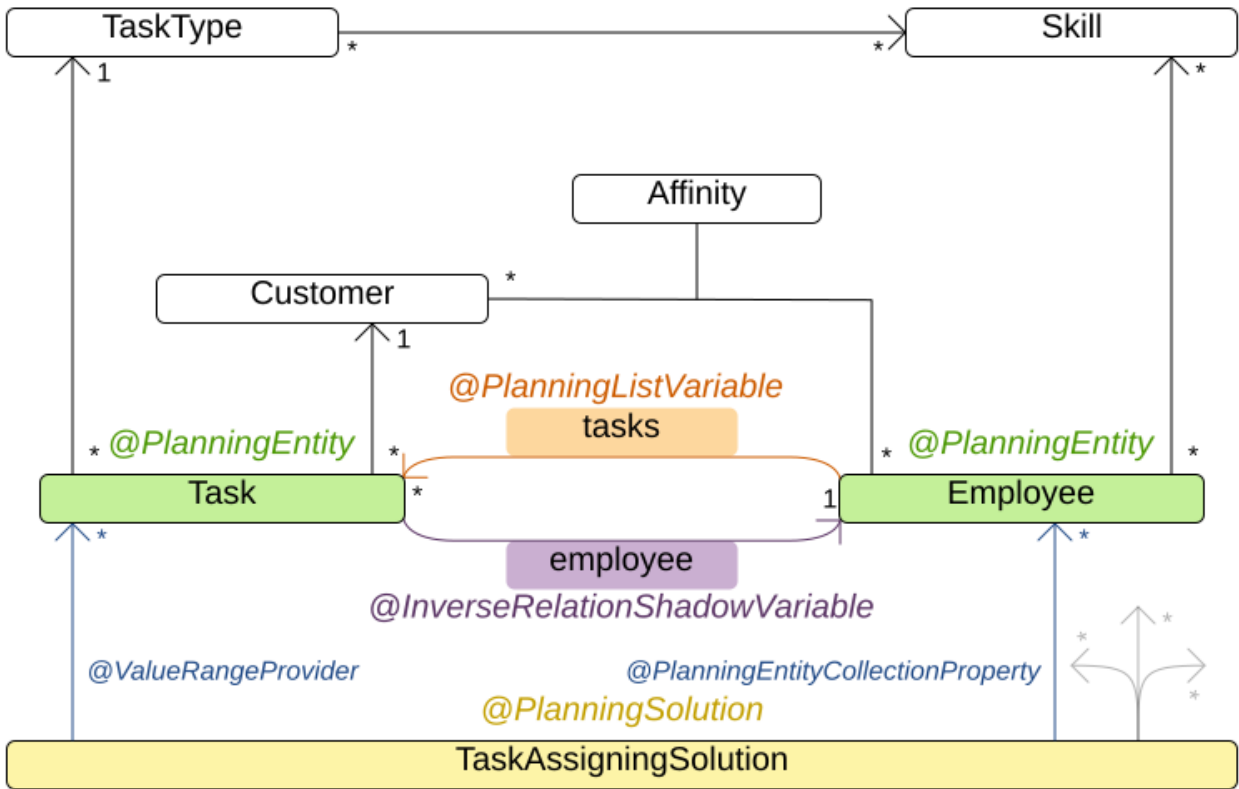 TaskType
Skill
*
*
1
*
Affinity
Customer
*
1
@PlanningListVariable
tasks
* @PlanningEntity *
* @PlanningEntity *
Task
*
1
Employee
*
employee
*
@InverseRelationShadowVariable
*
*
@ValueRangeProvider
@PlanningEntityCollectionProperty
*
@PlanningSolution
TaskAssigningSolution